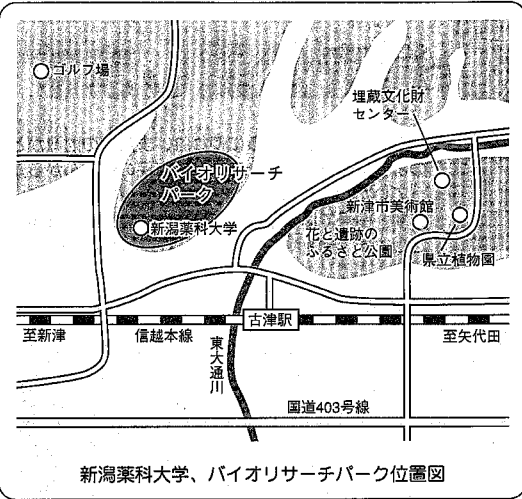 ゴルフ場
埋蔵文化財
センター
バイオリサーチ
パーク
新潟薬科大学
新津市美術館
花と遺跡の
ふるさと公園
県立植物園
古津駅
至新津
信越本線
至矢代田
東大通川
国道403号線
新潟薬科大学、バイオリサーチパーク位置図